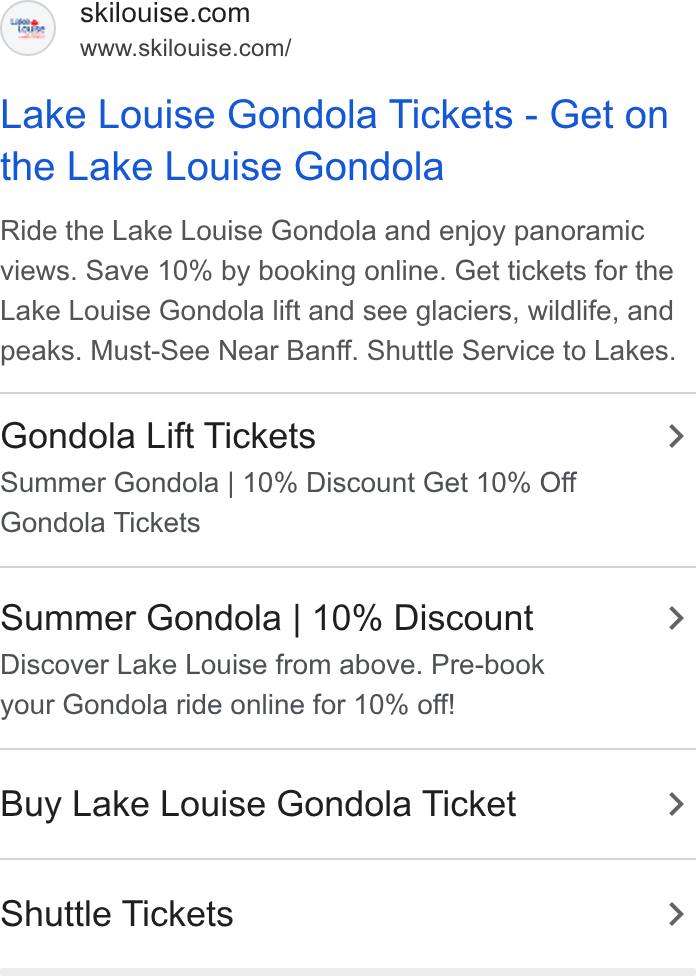 skilouise.com
www.skilouise.com/
Lake Louise Gondola Tickets - Get on
the Lake Louise Gondola
Ride the Lake Louise Gondola and enjoy panoramic
views. Save 10% by booking online. Get tickets for the
Lake Louise Gondola lift and see glaciers, wildlife, and
peaks. Must-See Near Banff. Shuttle Service to Lakes.
Gondola Lift Tickets
Summer Gondola | 10% Discount Get 10% Off
Gondola Tickets
Summer Gondola | 10% Discount
Discover Lake Louise from above. Pre-book
your Gondola ride online for 10% off!
Buy Lake Louise Gondola Ticket
Shuttle Tickets